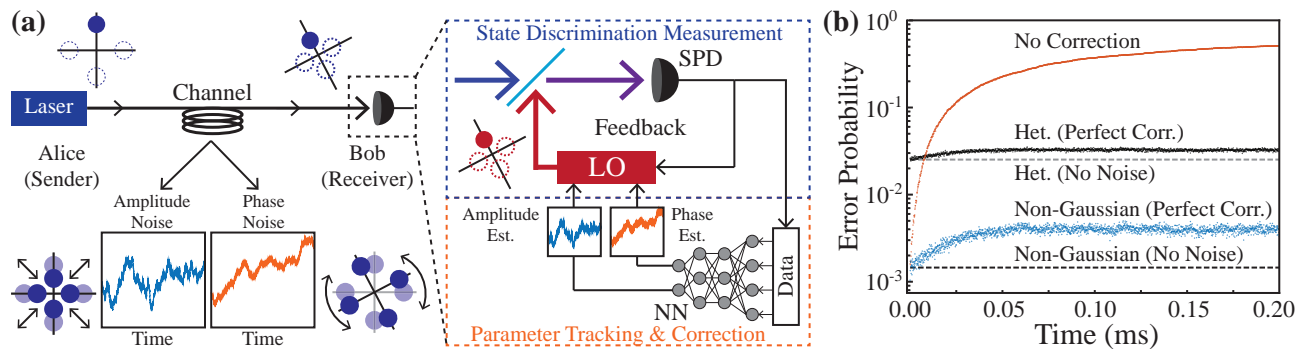 (a)
Laser
Alice
(Sender)
Channel
Bob
(Receiver)
Amplitude
Noise
Phase
Noise
Time
Time
State Discrimination Measurement
SPD
Feedback
LO
Amplitude
Est.
Phase
Est.
NN
Data
Parameter Tracking & Correction
(b)
Error Probability
10⁰
10⁻¹
10⁻²
10⁻³
No Correction
Het. (Perfect Corr.)
Het. (No Noise)
Non-Gaussian (Perfect Corr.)
Non-Gaussian (No Noise)
0.00 0.05 0.10 0.15 0.20
Time (ms)